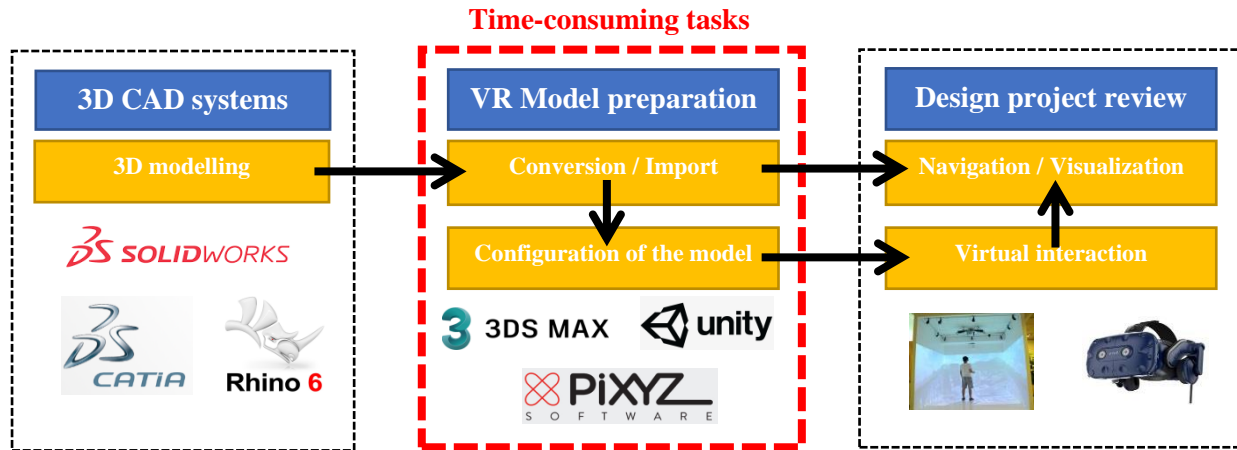 Time-consuming tasks
3D CAD systems
3D modelling
SOLIDWORKS
CATIA
Rhino 6
VR Model preparation
Conversion / Import
Configuration of the model
3 3DS MAX
unity
PiXYZ
SOFTWARE
Design project review
Navigation / Visualization
Virtual interaction